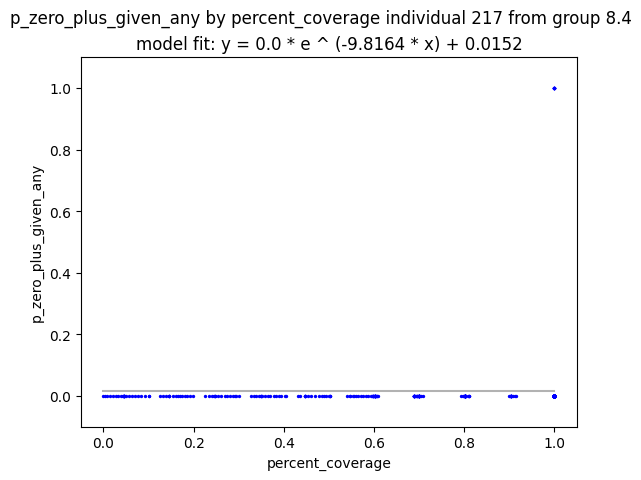 p_zero_plus_given_any by percent_coverage individual 217 from group 8.4
model fit: y = 0.0 * e ^ (-9.8164 * x) + 0.0152
1.0
0.8
0.6
0.4
0.2
0.0
p_zero_plus_given_any
0.0 0.2 0.4 0.6 0.8 1.0
percent_coverage